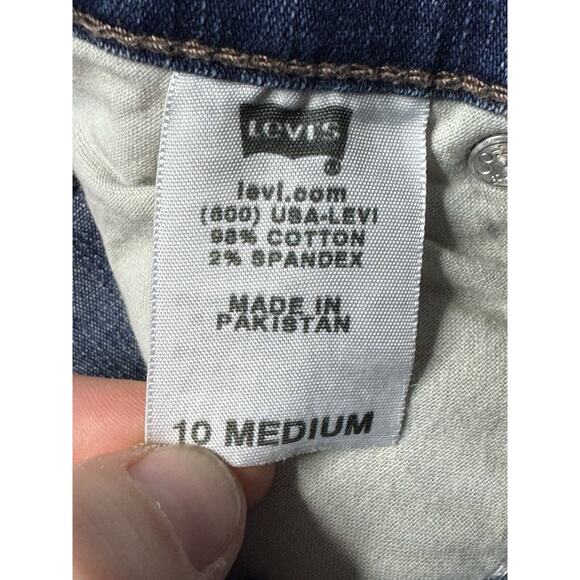 LEVI'S
®
levi.com
(800) USA-LEVI
98% COTTON
2% SPANDEX
MADE IN
PAKISTAN
10 MEDIUM